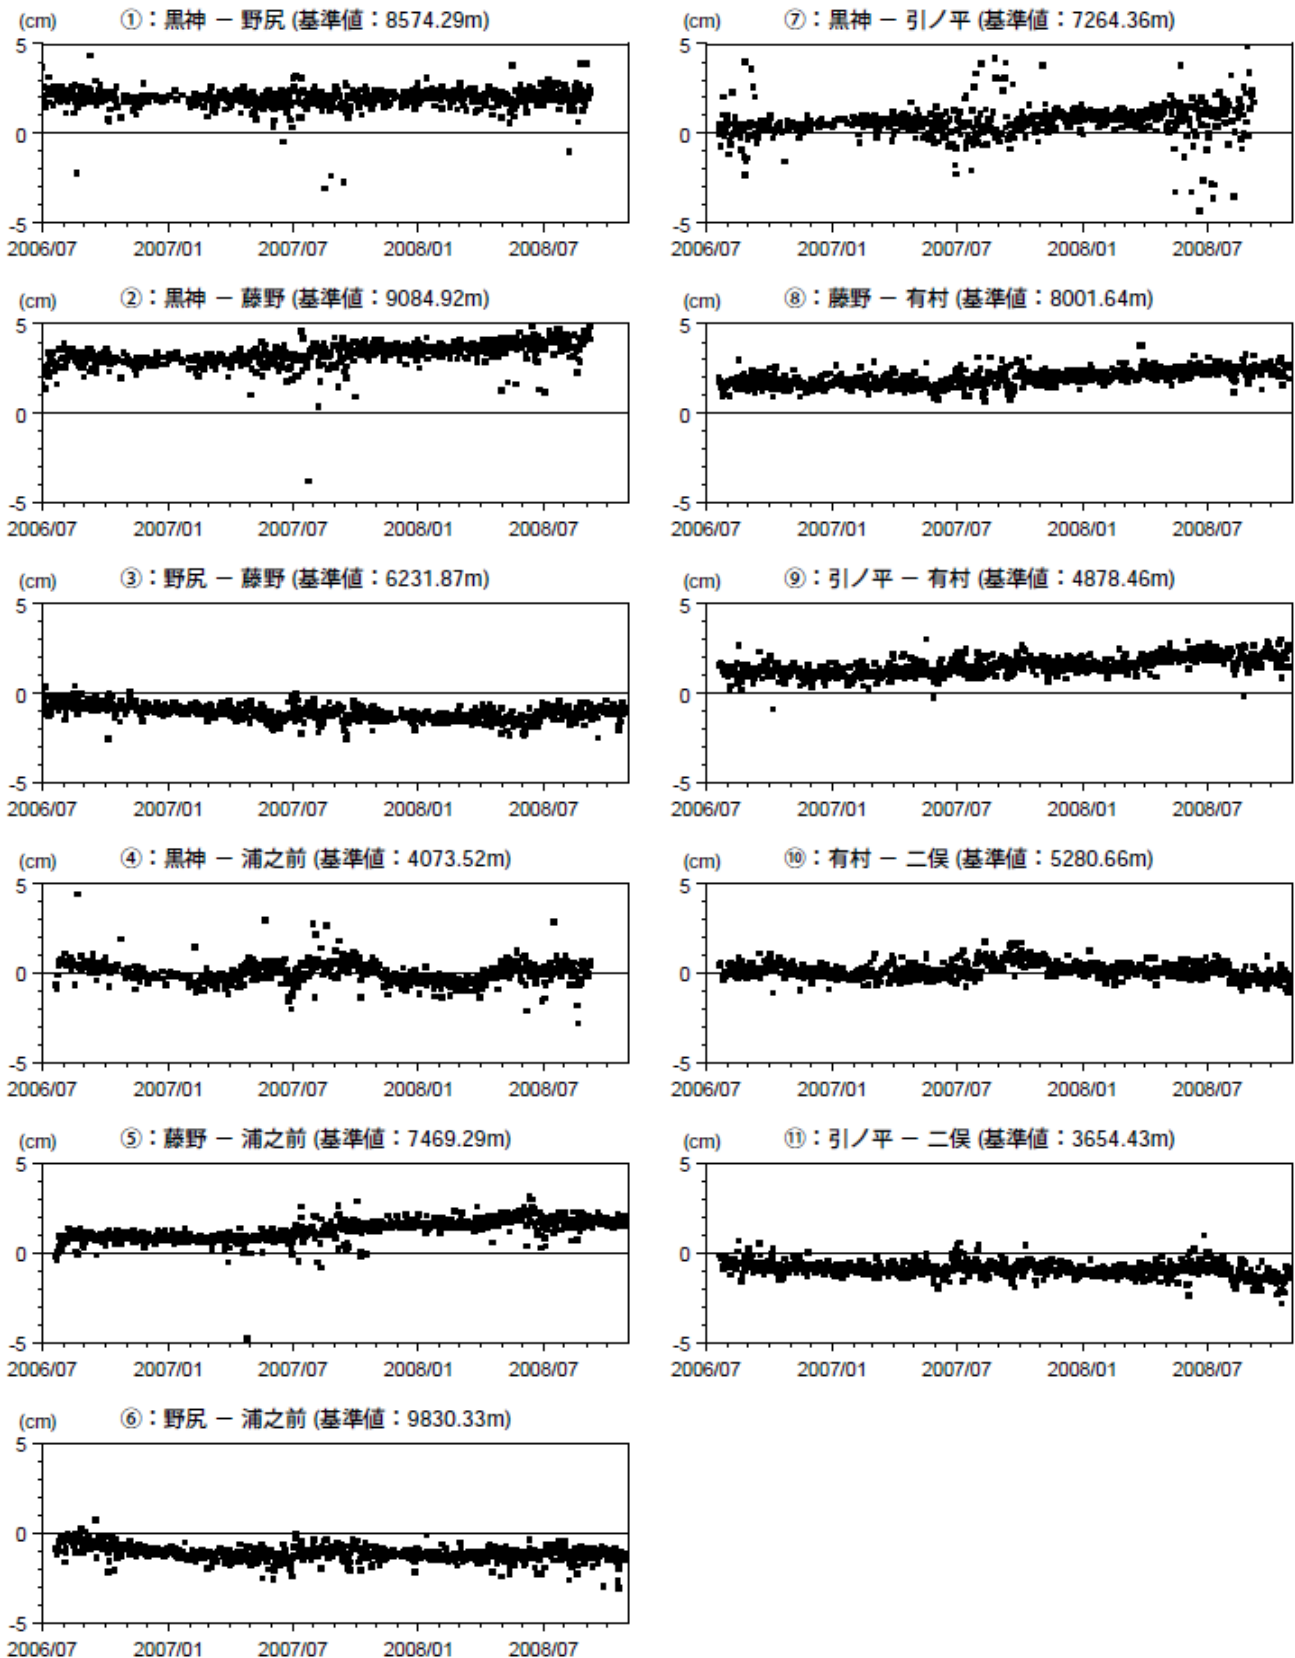 (cm) ①：黒神 － 野尻 (基準値：8574.29m)
5
0
-5
2006/07 2007/01 2007/07 2008/01 2008/07
(cm) ②：黒神 － 藤野 (基準値：9084.92m)
5
0
-5
2006/07 2007/01 2007/07 2008/01 2008/07
(cm) ③：野尻 － 藤野 (基準値：6231.87m)
5
0
-5
2006/07 2007/01 2007/07 2008/01 2008/07
(cm) ④：黒神 － 浦之前 (基準値：4073.52m)
5
0
-5
2006/07 2007/01 2007/07 2008/01 2008/07
(cm) ⑤：藤野 － 浦之前 (基準値：7469.29m)
5
0
-5
2006/07 2007/01 2007/07 2008/01 2008/07
(cm) ⑥：野尻 － 浦之前 (基準値：9830.33m)
5
0
-5
2006/07 2007/01 2007/07 2008/01 2008/07
(cm) ⑦：黒神 － 引ノ平 (基準値：7264.36m)
5
0
-5
2006/07 2007/01 2007/07 2008/01 2008/07
(cm) ⑧：藤野 － 有村 (基準値：8001.64m)
5
0
-5
2006/07 2007/01 2007/07 2008/01 2008/07
(cm) ⑨：引ノ平 － 有村 (基準値：4878.46m)
5
0
-5
2006/07 2007/01 2007/07 2008/01 2008/07
(cm) ⑩：有村 － 二俣 (基準値：5280.66m)
5
0
-5
2006/07 2007/01 2007/07 2008/01 2008/07
(cm) ⑪：引ノ平 － 二俣 (基準値：3654.43m)
5
0
-5
2006/07 2007/01 2007/07 2008/01 2008/07